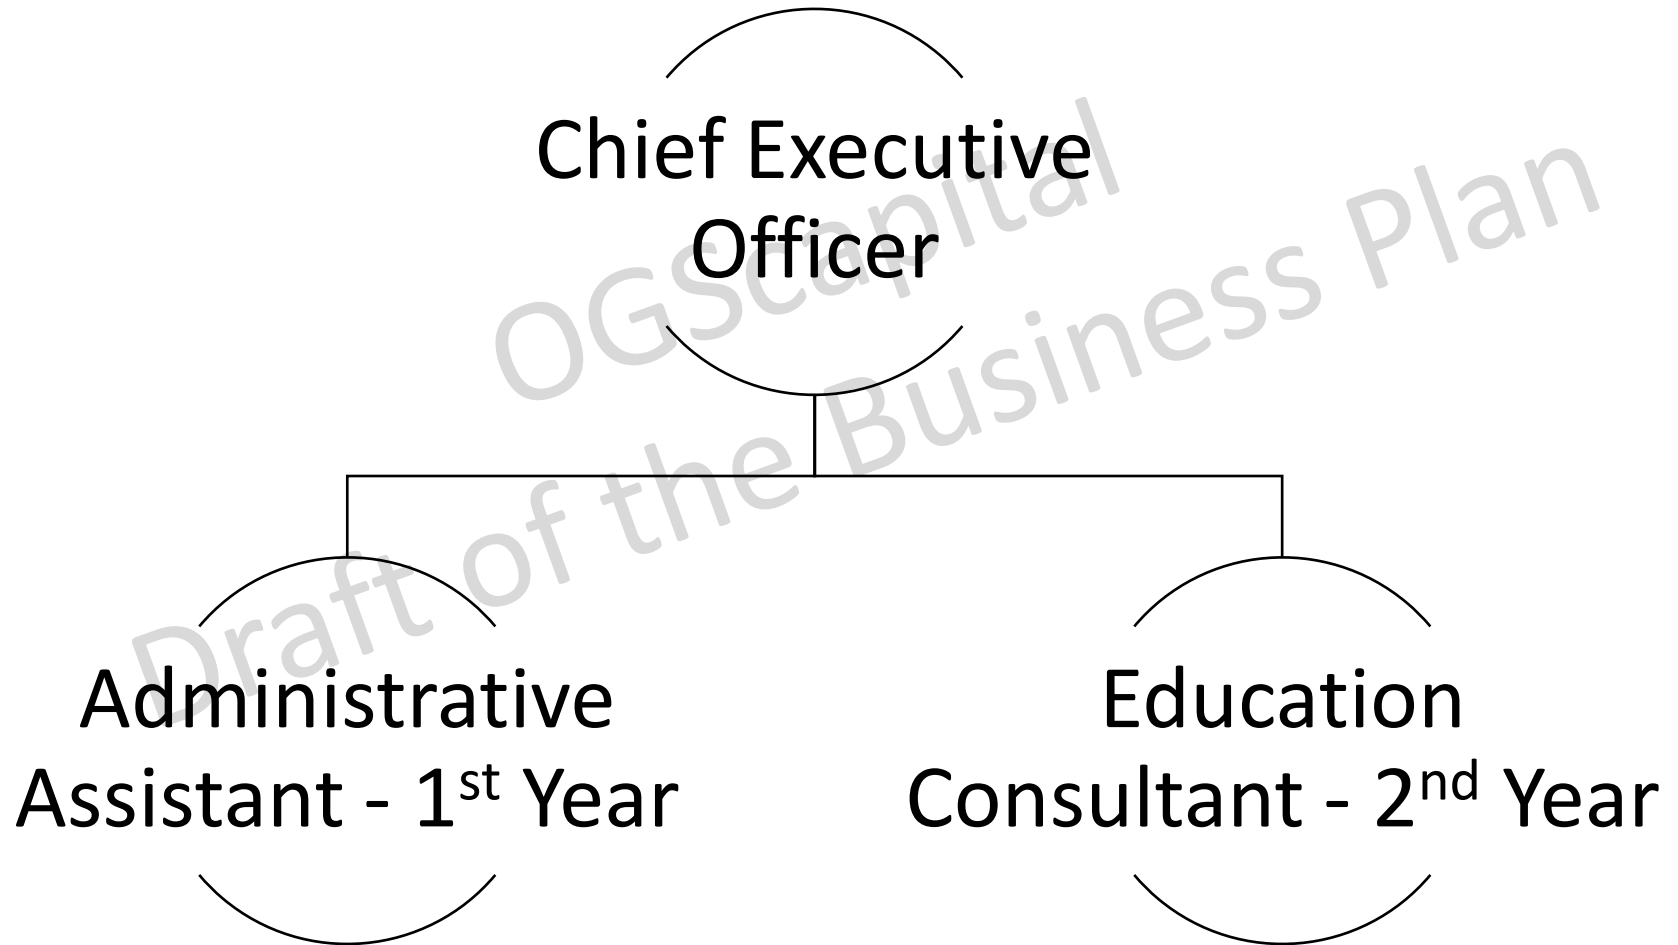 Chief Executive
Officer
OGScapital
Draft of the Business Plan
Administrative
Assistant - 1st Year
Education
Consultant - 2nd Year